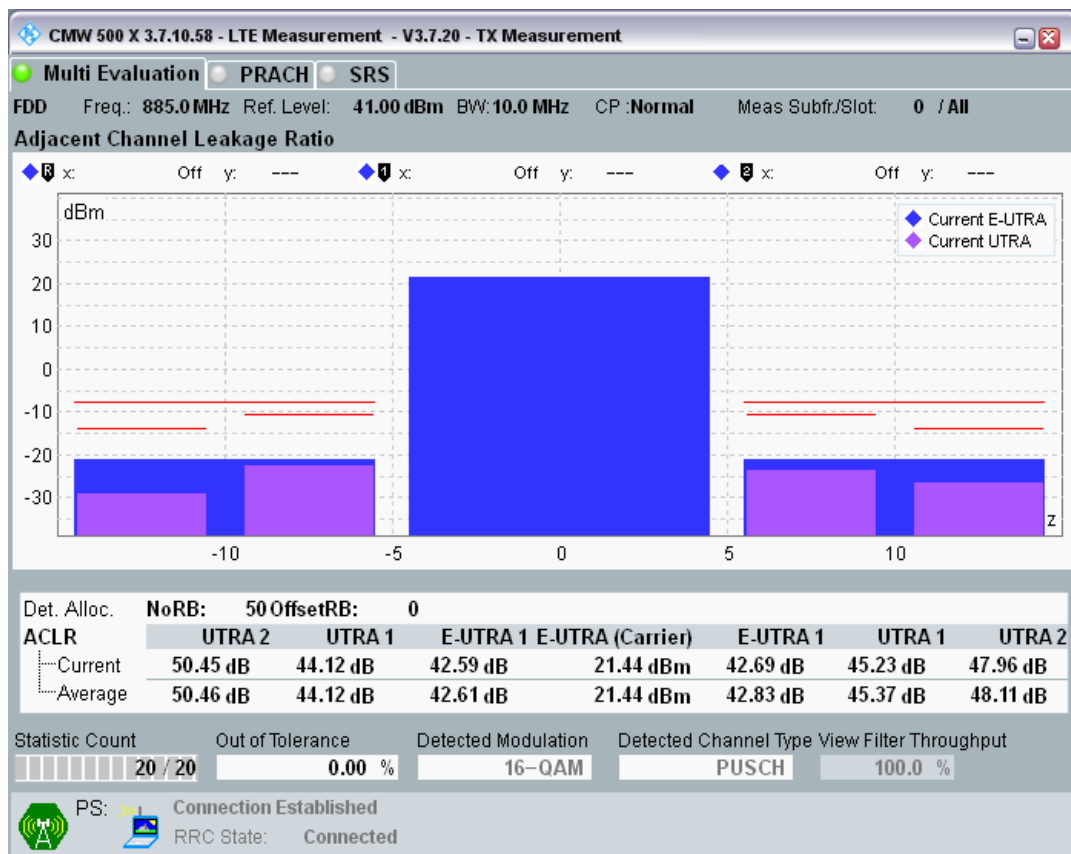 CMW 500 X 3.7.10.58 - LTE Measurement - V3.7.20 - TX Measurement
Multi Evaluation PRACH SRS
FDD Freq.: 885.0 MHz Ref. Level: 41.00 dBm BW: 10.0 MHz CP :Normal Meas Subfr./Slot: 0 / All
Adjacent Channel Leakage Ratio
R x: Off y: --- 1 x: Off y: --- 2 x: Off y: ---
dBm
Current E-UTRA
Current UTRA
30
20
10
0
-10
-20
-30
z
-10 -5 0 5 10
Det. Alloc. NoRB: 50 OffsetRB: 0
ACLR UTRA 2 UTRA 1 E-UTRA 1 E-UTRA (Carrier) E-UTRA 1 UTRA 1 UTRA 2
Current 50.45 dB 44.12 dB 42.59 dB 21.44 dBm 42.69 dB 45.23 dB 47.96 dB
Average 50.46 dB 44.12 dB 42.61 dB 21.44 dBm 42.83 dB 45.37 dB 48.11 dB
Statistic Count Out of Tolerance Detected Modulation Detected Channel Type View Filter Throughput
20 / 20 0.00 % 16-QAM PUSCH 100.0 %
PS: Connection Established
RRC State: Connected